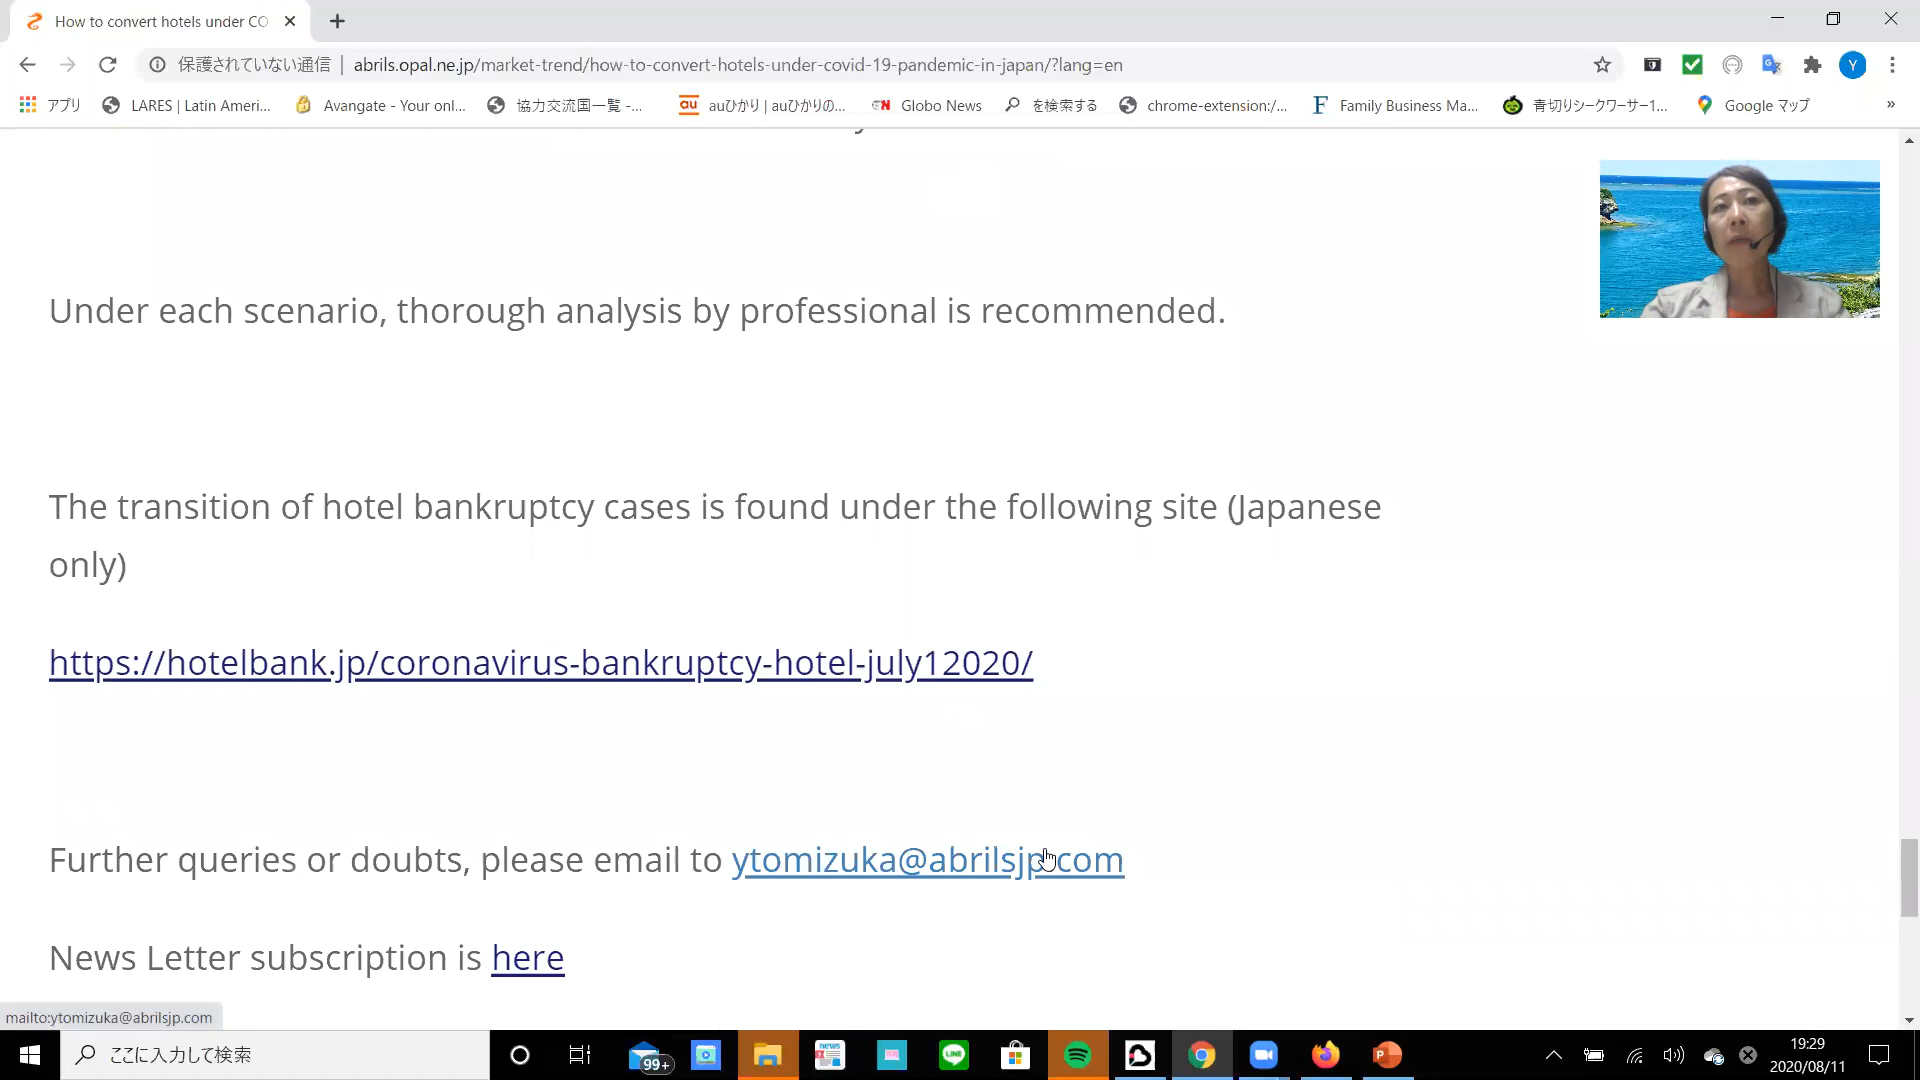 How to convert hotels under CO
保護されていない通信 | abrils.opal.ne.jp/market-trend/how-to-convert-hotels-under-covid-19-pandemic-in-japan/?lang=en
Y
アプリ LARES | Latin Ameri... Avangate - Your onl... 協力交流国一覧 -... au auひかり | auひかりの... Globo News を検索する chrome-extension:/... F Family Business Ma... 青切りシークワーサー1... Google マップ »
Under each scenario, thorough analysis by professional is recommended.
The transition of hotel bankruptcy cases is found under the following site (Japanese
only)
https://hotelbank.jp/coronavirus-bankruptcy-hotel-july12020/
Further queries or doubts, please email to ytomizuka@abrilsjp.com
News Letter subscription is here
mailto:ytomizuka@abrilsjp.com
ここに入力して検索
99+
news
LINE
P
19:29
2020/08/11